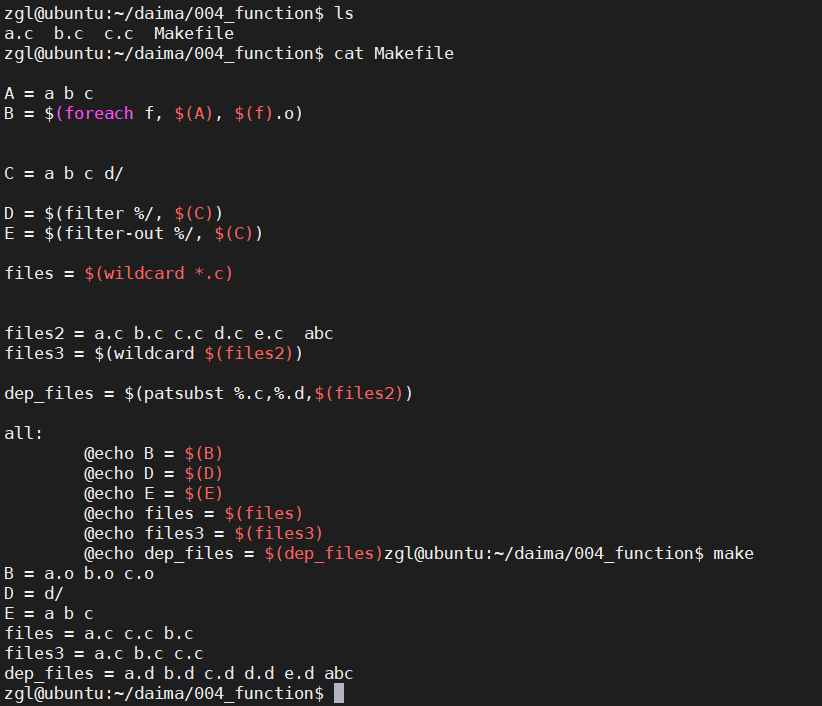 zgl@ubuntu:~/daima/004_function$ ls
a.c  b.c  c.c  Makefile
zgl@ubuntu:~/daima/004_function$ cat Makefile
A = a b c
B = $(foreach f, $(A), $(f).o)
C = a b c d/
D = $(filter %/, $(C))
E = $(filter-out %/, $(C))
files = $(wildcard *.c)
files2 = a.c b.c c.c d.c e.c  abc
files3 = $(wildcard $(files2))
dep_files = $(patsubst %.c,%.d,$(files2))
all:
        @echo B = $(B)
        @echo D = $(D)
        @echo E = $(E)
        @echo files = $(files)
        @echo files3 = $(files3)
        @echo dep_files = $(dep_files)zgl@ubuntu:~/daima/004_function$ make
B = a.o b.o c.o
D = d/
E = a b c
files = a.c c.c b.c
files3 = a.c b.c c.c
dep_files = a.d b.d c.d d.d e.d abc
zgl@ubuntu:~/daima/004_function$